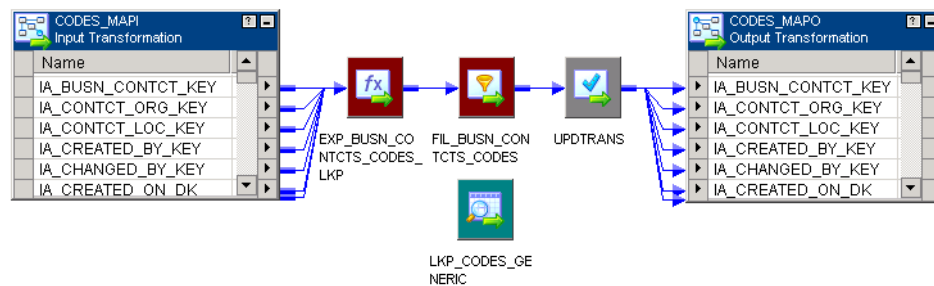 CODES_MAPI
Input Transformation
Name
IA_BUSN_CONTCT_KEY
IA_CONTCT_ORG_KEY
IA_CONTCT_LOC_KEY
IA_CREATED_BY_KEY
IA_CHANGED_BY_KEY
IA_CREATED_ON_DK
fx
EXP_BUSN_CO
NTCTS_CODES_
LKP
FIL_BUSN_CON
TCTS_CODES
UPDTRANS
LKP_CODES_GE
NERIC
CODES_MAPO
Output Transformation
Name
IA_BUSN_CONTCT_KEY
IA_CONTCT_ORG_KEY
IA_CONTCT_LOC_KEY
IA_CREATED_BY_KEY
IA_CHANGED_BY_KEY
IA_CREATED_ON_DK